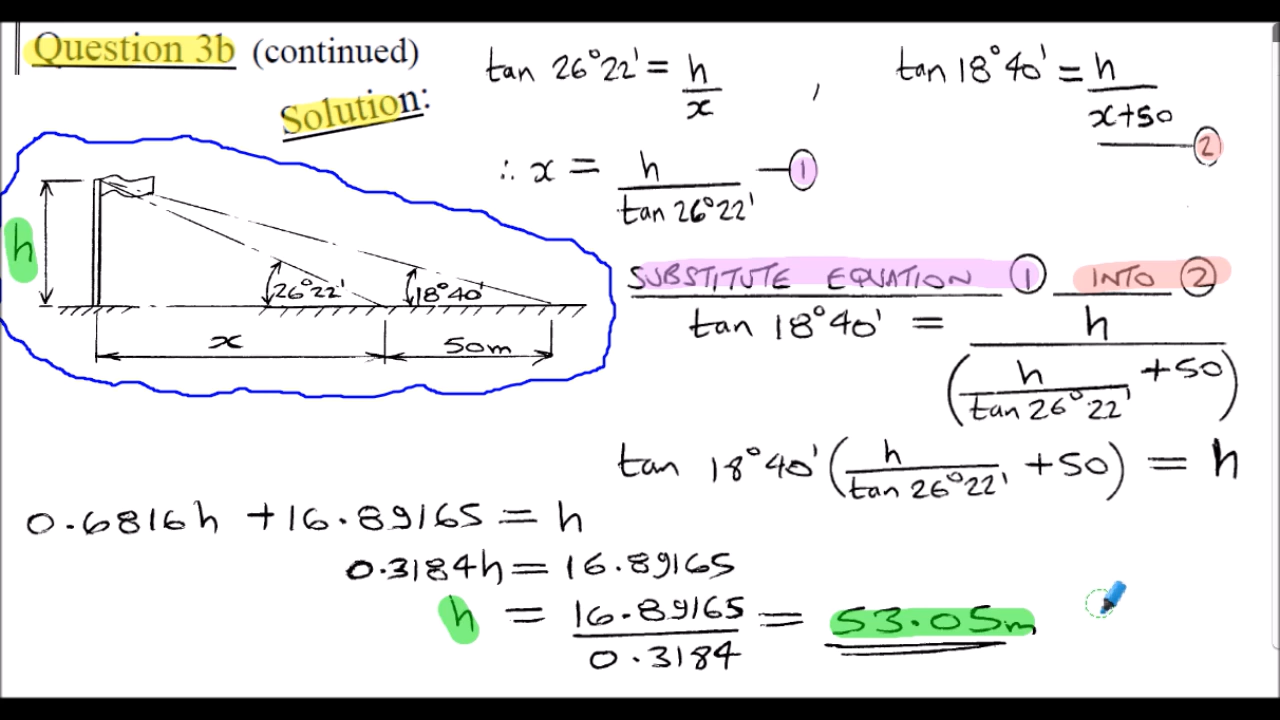 Question 3b (continued)
Solution:
tan 26°22' = h/x , tan 18°40' = h/(x+50) — ②
∴ x = h/tan 26°22' — ①
h
26°22'
18°40'
x
50m
SUBSTITUTE EQUATION ① INTO ②
tan 18°40' = h/(h/tan 26°22' + 50)
tan 18°40' (h/tan 26°22' + 50) = h
0.6816h + 16.89165 = h
0.3184h = 16.89165
h = 16.89165/0.3184 = 53.05m